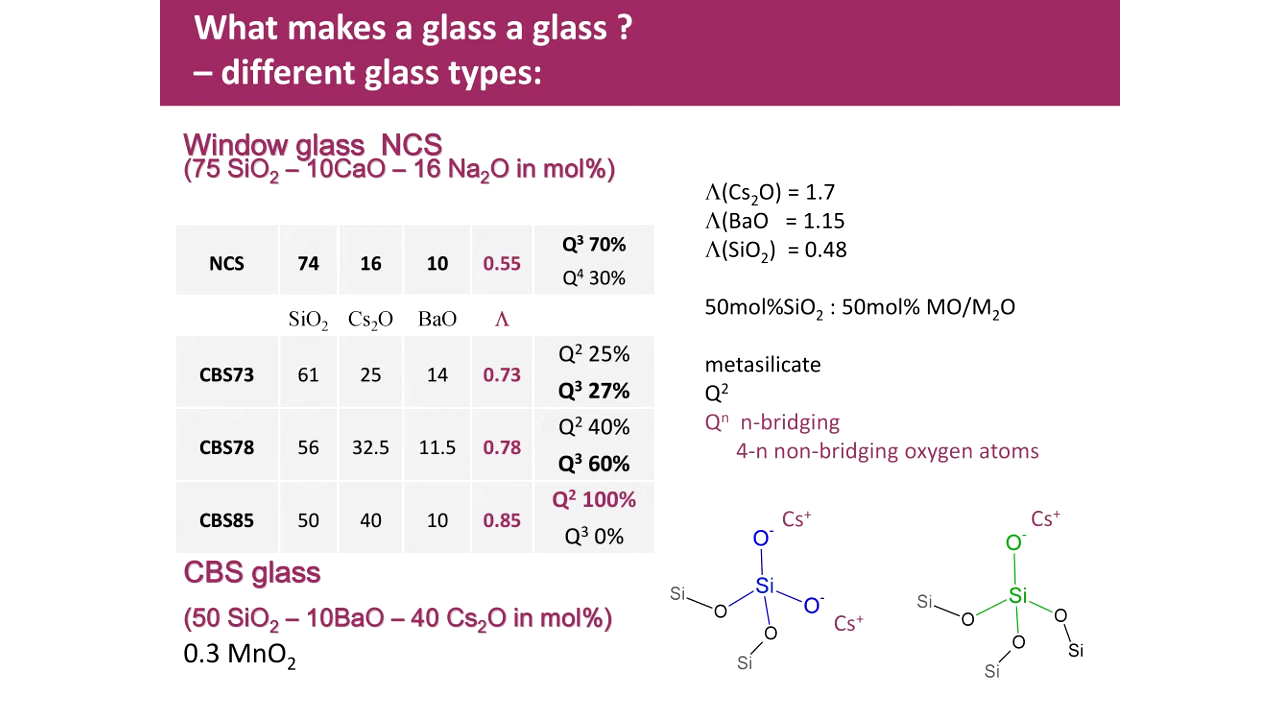 What makes a glass a glass ?
– different glass types:
Window glass NCS
(75 SiO₂ – 10CaO – 16 Na₂O in mol%)
NCS 74 16 10 0.55 Q³ 70%
Q⁴ 30%
SiO₂ Cs₂O BaO Λ
CBS73 61 25 14 0.73 Q² 25%
Q³ 27%
CBS78 56 32.5 11.5 0.78 Q² 40%
Q³ 60%
CBS85 50 40 10 0.85 Q² 100%
Q³ 0%
CBS glass
(50 SiO₂ – 10BaO – 40 Cs₂O in mol%)
0.3 MnO₂
Λ(Cs₂O) = 1.7
Λ(BaO = 1.15
Λ(SiO₂) = 0.48
50mol%SiO₂ : 50mol% MO/M₂O
metasilicate
Q²
Qⁿ n-bridging
4-n non-bridging oxygen atoms
Cs⁺
O⁻
Si
Si
O
O⁻
Cs⁺
O
Si
Cs⁺
O⁻
Si
Si
O
O
O
Si
Si